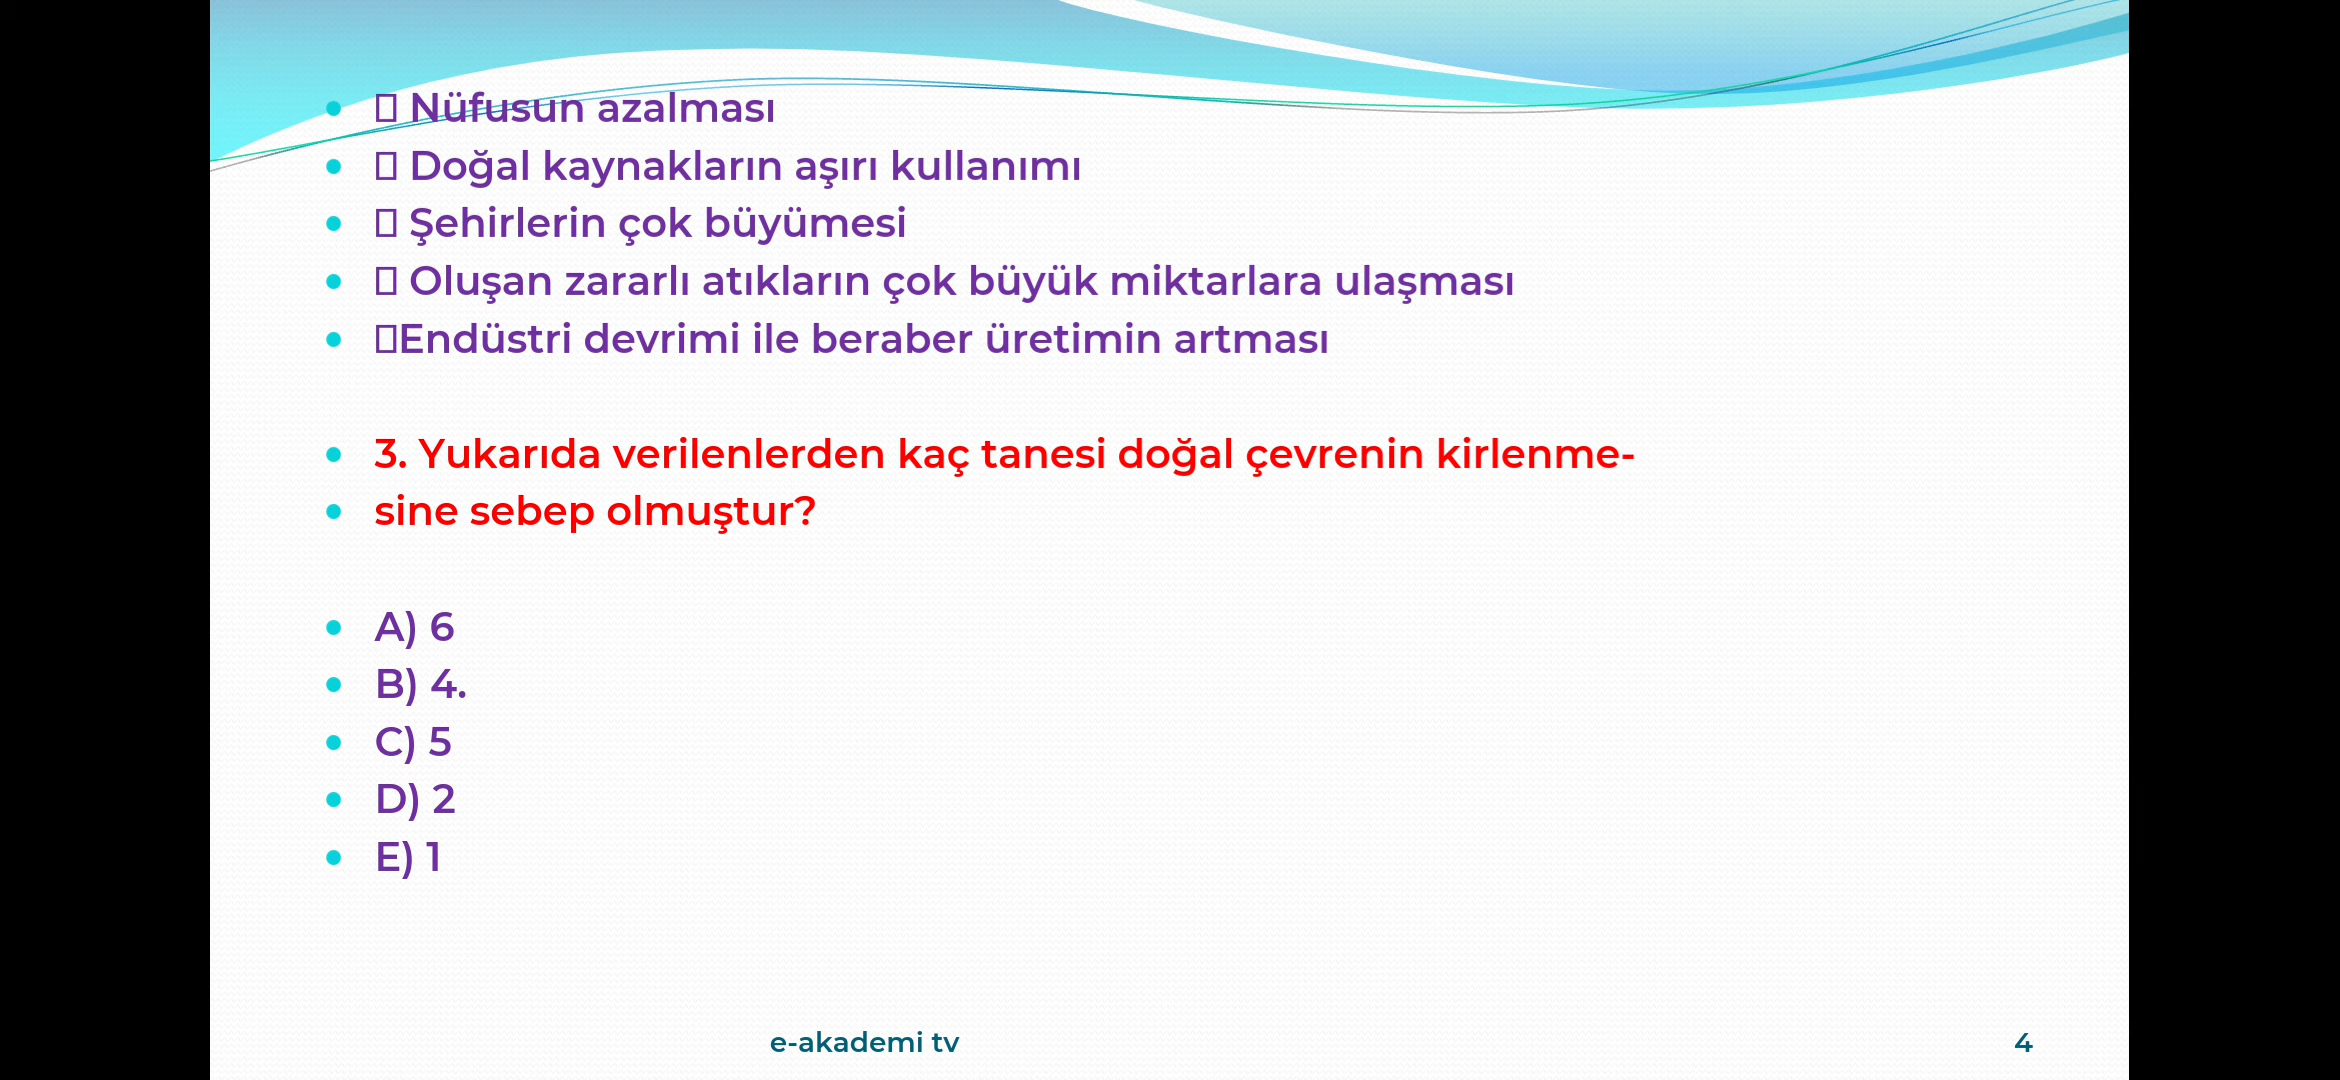 • ▯ Nüfusun azalması
• ▯ Doğal kaynakların aşırı kullanımı
• ▯ Şehirlerin çok büyümesi
• ▯ Oluşan zararlı atıkların çok büyük miktarlara ulaşması
• ▯Endüstri devrimi ile beraber üretimin artması
• 3. Yukarıda verilenlerden kaç tanesi doğal çevrenin kirlenme-
• sine sebep olmuştur?
• A) 6
• B) 4.
• C) 5
• D) 2
• E) 1
e-akademi tv
4